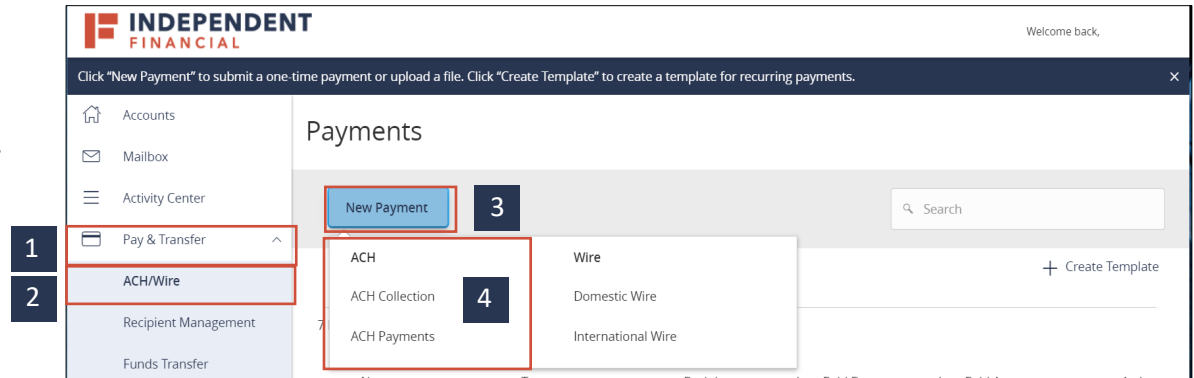 INDEPENDENT
FINANCIAL
Welcome back,
Click “New Payment” to submit a one-time payment or upload a file. Click “Create Template” to create a template for recurring payments.
×
Accounts
Payments
Mailbox
Activity Center
New Payment
3
Search
1
Pay & Transfer
ACH
Wire
+ Create Template
2
ACH/Wire
ACH Collection
4
Domestic Wire
Recipient Management
7
ACH Payments
International Wire
Funds Transfer